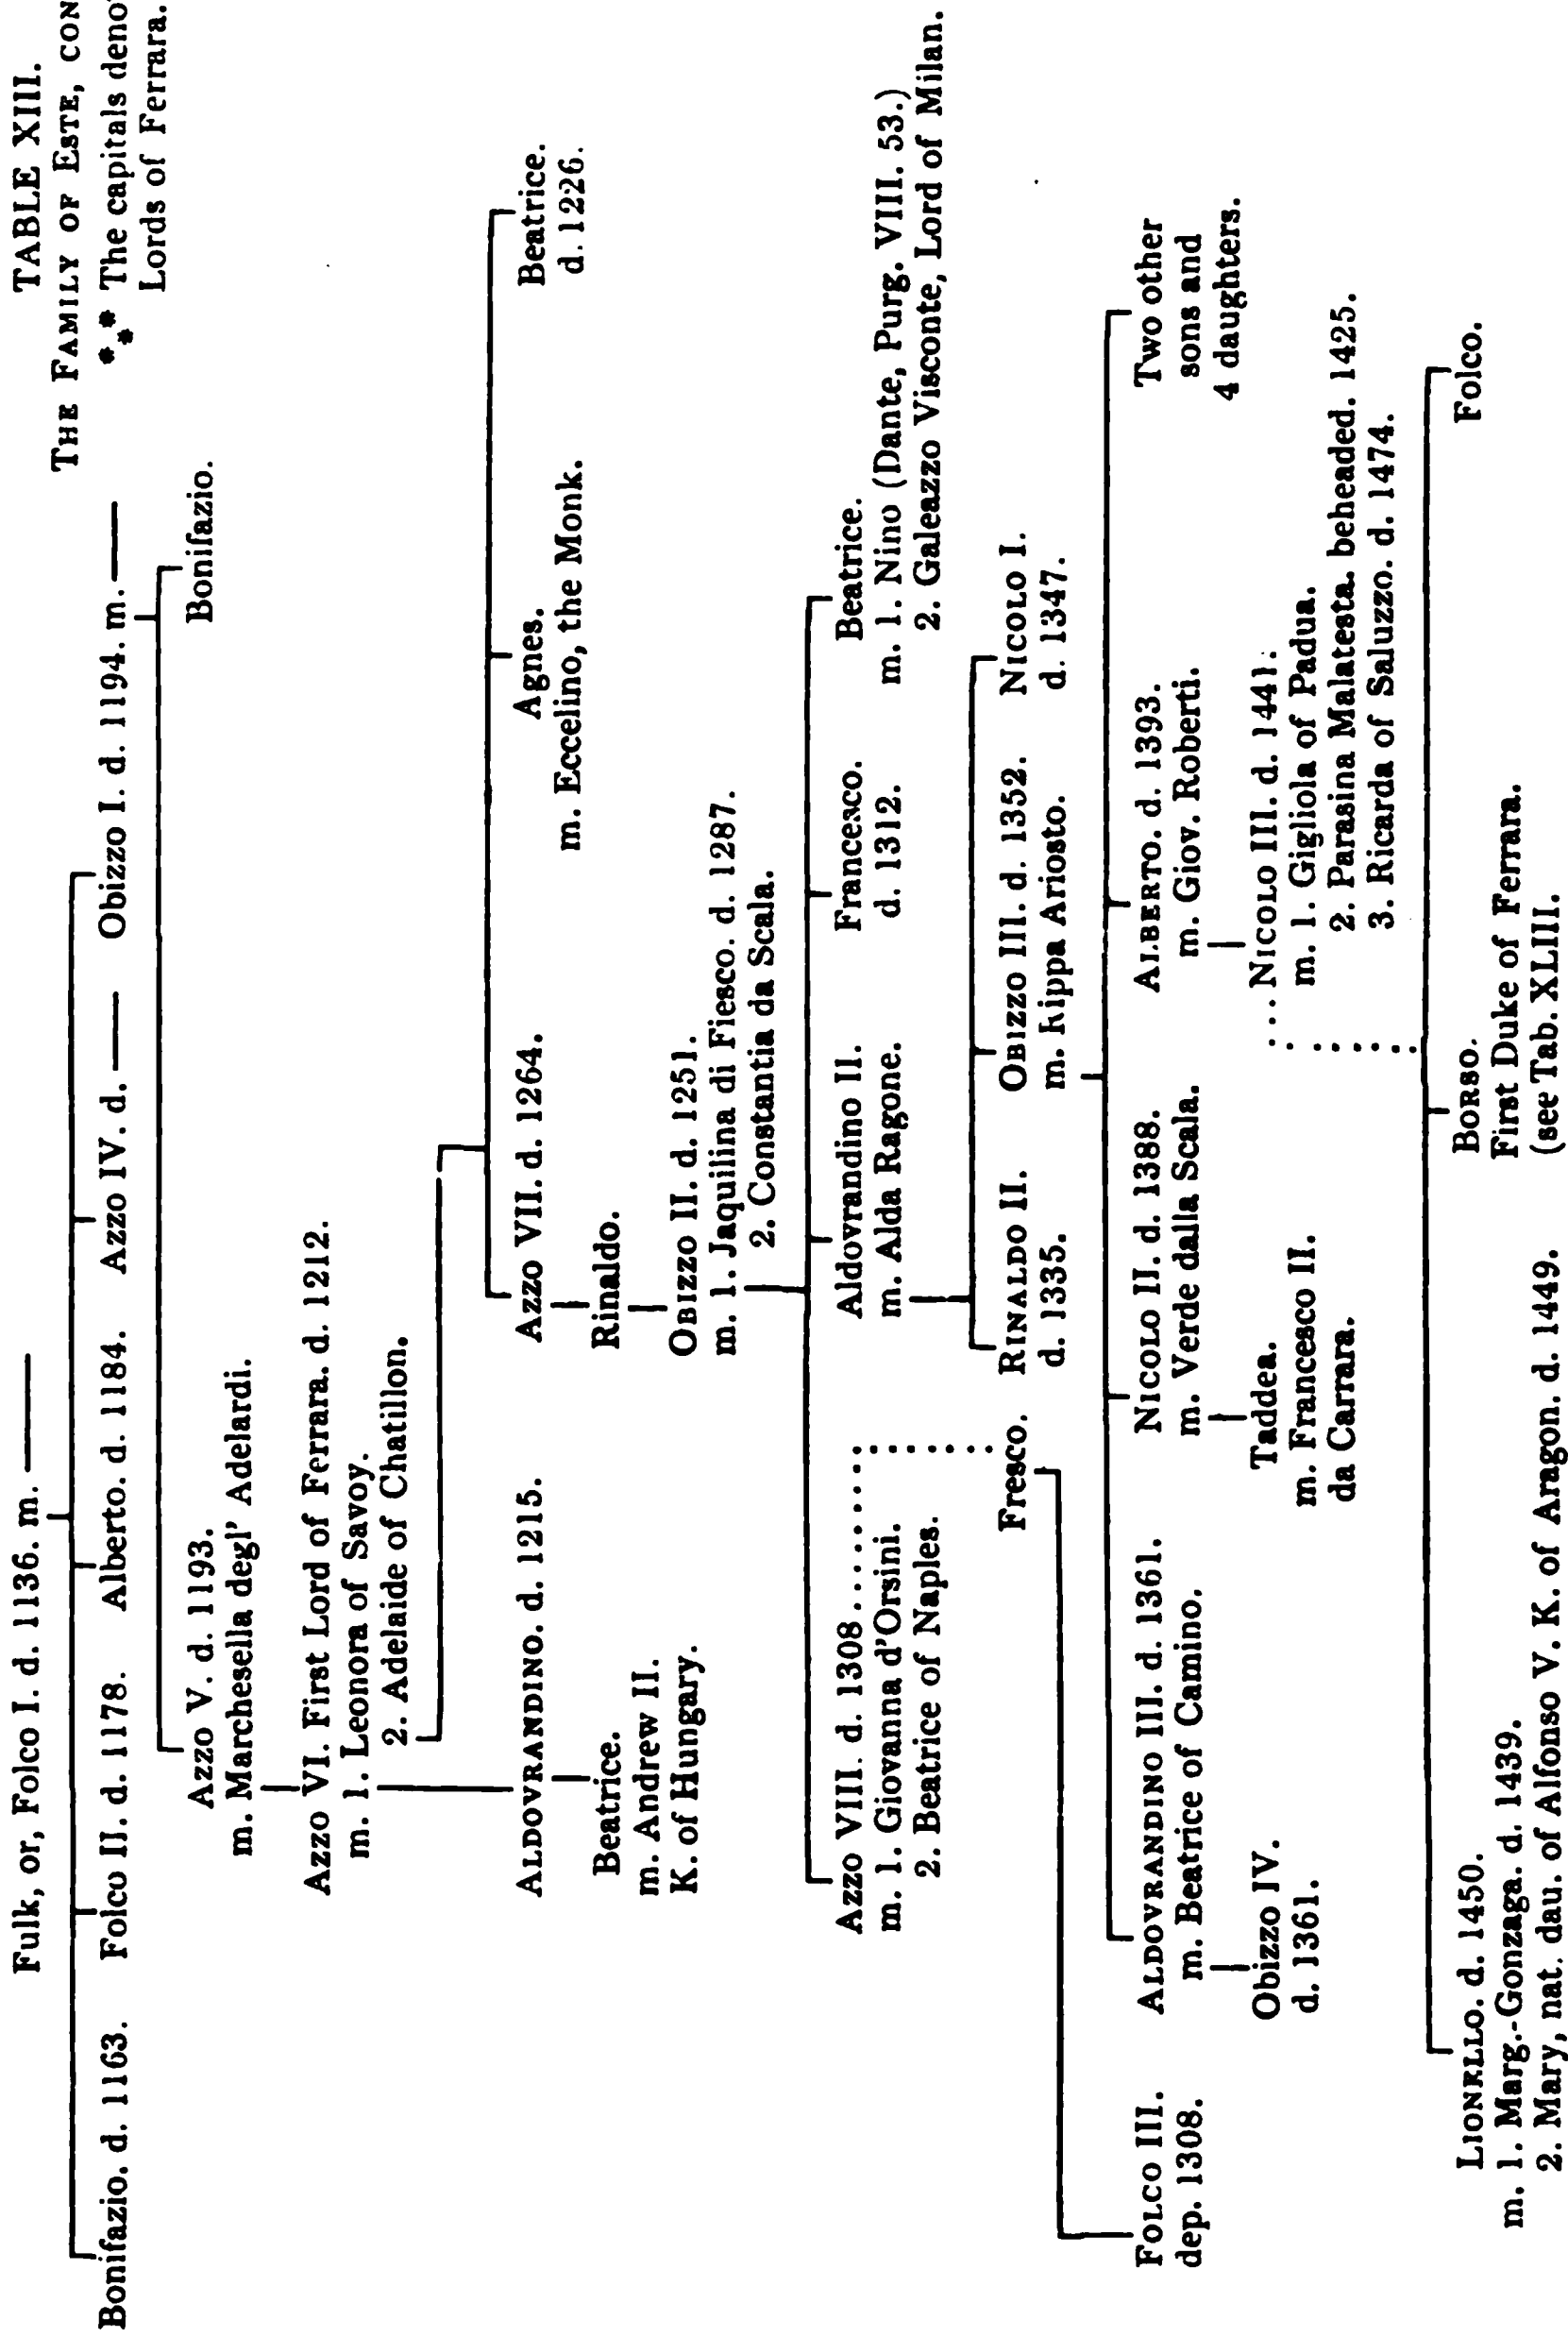 TABLE XIII.
THE FAMILY OF ESTE, CON
*** The capitals deno
Lords of Ferrara.
Fulk, or, Folco I. d. 1136. m. ——
Bonifazio. d. 1163. Folco II. d. 1178. Alberto. d. 1184. Azzo IV. d. —— Obizzo I. d. 1194. m. ——
Azzo V. d. 1193. Bonifazio.
m. Marchesella degl' Adelardi.
Azzo VI. First Lord of Ferrara. d. 1212.
m. 1. Leonora of Savoy.
2. Adelaide of Chatillon.
ALDOVRANDINO. d. 1215. Azzo VII. d. 1264. Agnes. Beatrice.
m. Eccelino, the Monk. d. 1226.
Beatrice. Rinaldo.
m. Andrew II.
K. of Hungary.
OBIZZO II. d. 1251.
m. 1. Jaquilina di Fiesco. d. 1287.
2. Constantia da Scala.
Azzo VIII. d. 1308......... Aldovrandino II. Francesco. Beatrice.
m. 1. Giovanna d'Orsini. m. Alda Ragone. d. 1312. m. 1. Nino (Dante, Purg. VIII. 53.)
2. Beatrice of Naples. 2. Galeazzo Visconte, Lord of Milan.
Fresco. RINALDO II. OBIZZO III. d. 1352. NICOLO I.
d. 1335. m. Rippa Ariosto. d. 1347.
FOLCO III. ALDOVRANDINO III. d. 1361. NICOLO II. d. 1388. ALBERTO. d. 1393. Two other
dep. 1308. m. Beatrice of Camino. m. Verde dalla Scala. m. Giov. Roberti. sons and
4 daughters.
Obizzo IV. Taddea. ...NICOLO III. d. 1441.
d. 1361. m. Francesco II. m. 1. Gigliola of Padua.
da Carrara. 2. Parasina Malatesta. beheaded. 1425.
3. Ricarda of Saluzzo. d. 1474.
LIONELLO. d. 1450. BORSO. Folco.
m. 1. Marg.-Gonzaga. d. 1439. First Duke of Ferrara.
2. Mary, nat. dau. of Alfonso V. K. of Aragon. d. 1449. (see Tab. XLIII.